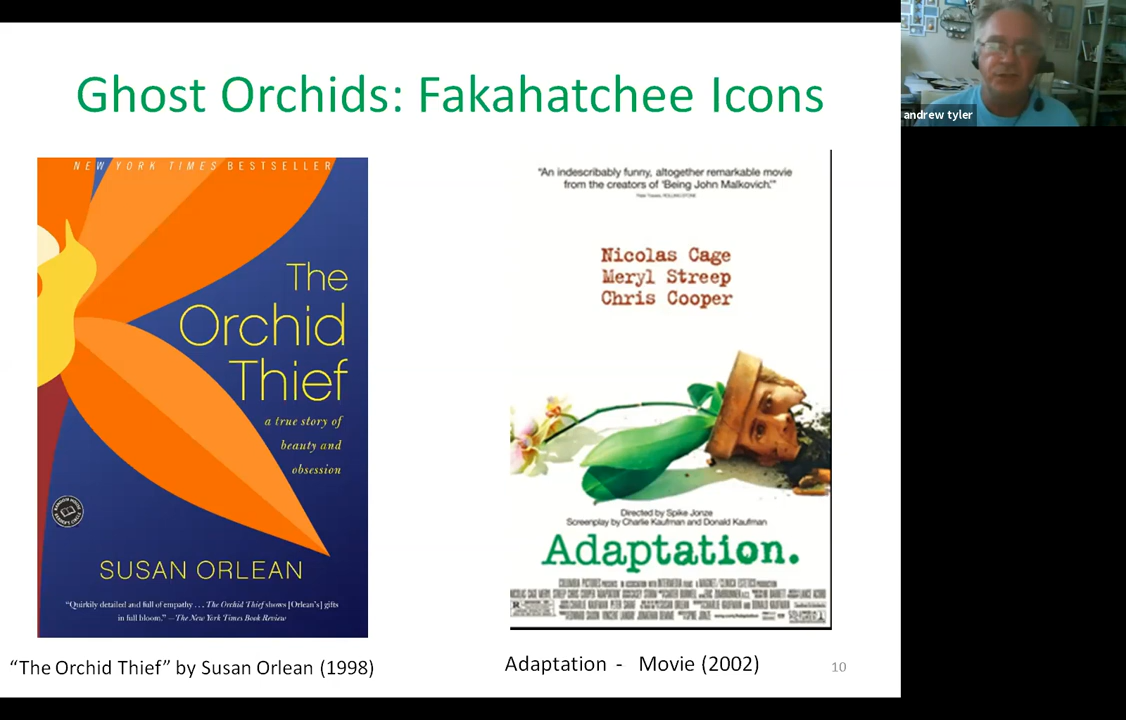 Ghost Orchids: Fakahatchee Icons
andrew tyler
NEW YORK TIMES BESTSELLER
The
Orchid
Thief
a true story of
beauty and
obsession
SUSAN ORLEAN
“Quirkily detailed and full of empathy . . . The Orchid Thief shows [Orlean’s] gifts
in full bloom.” —The New York Times Book Review
“The Orchid Thief” by Susan Orlean (1998)
“An indescribably funny, altogether remarkable movie
from the creators of ‘Being John Malkovich.’”
Nicolas Cage
Meryl Streep
Chris Cooper
Directed by Spike Jonze
Screenplay by Charlie Kaufman and Donald Kaufman
Adaptation.
Adaptation - Movie (2002)
10